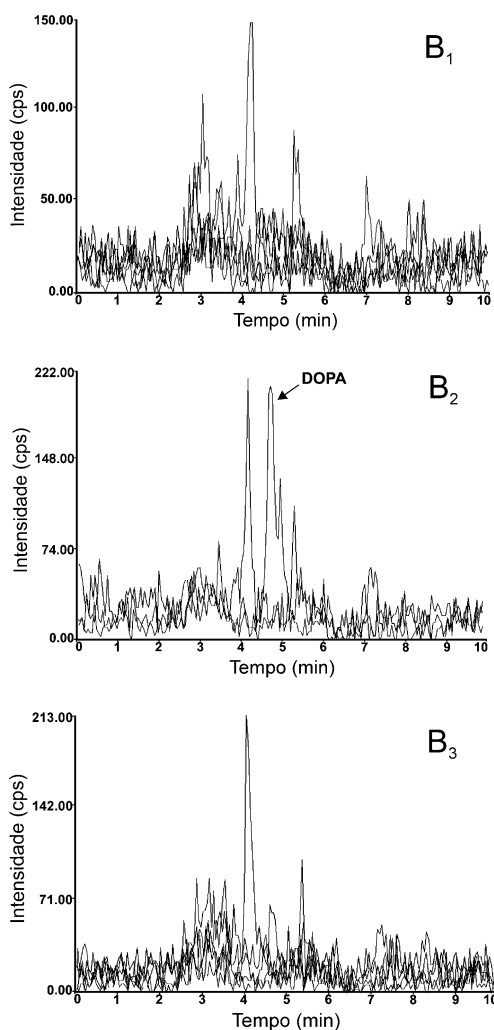 150.00
B1
100.00
50.00
0.00
Intensidade (cps)
0 1 2 3 4 5 6 7 8 9 10
Tempo (min)
222.00
DOPA
B2
148.00
74.00
0.00
Intensidade (cps)
0 1 2 3 4 5 6 7 8 9 10
Tempo (min)
213.00
B3
142.00
71.00
0.00
Intensidade (cps)
0 1 2 3 4 5 6 7 8 9 10
Tempo (min)